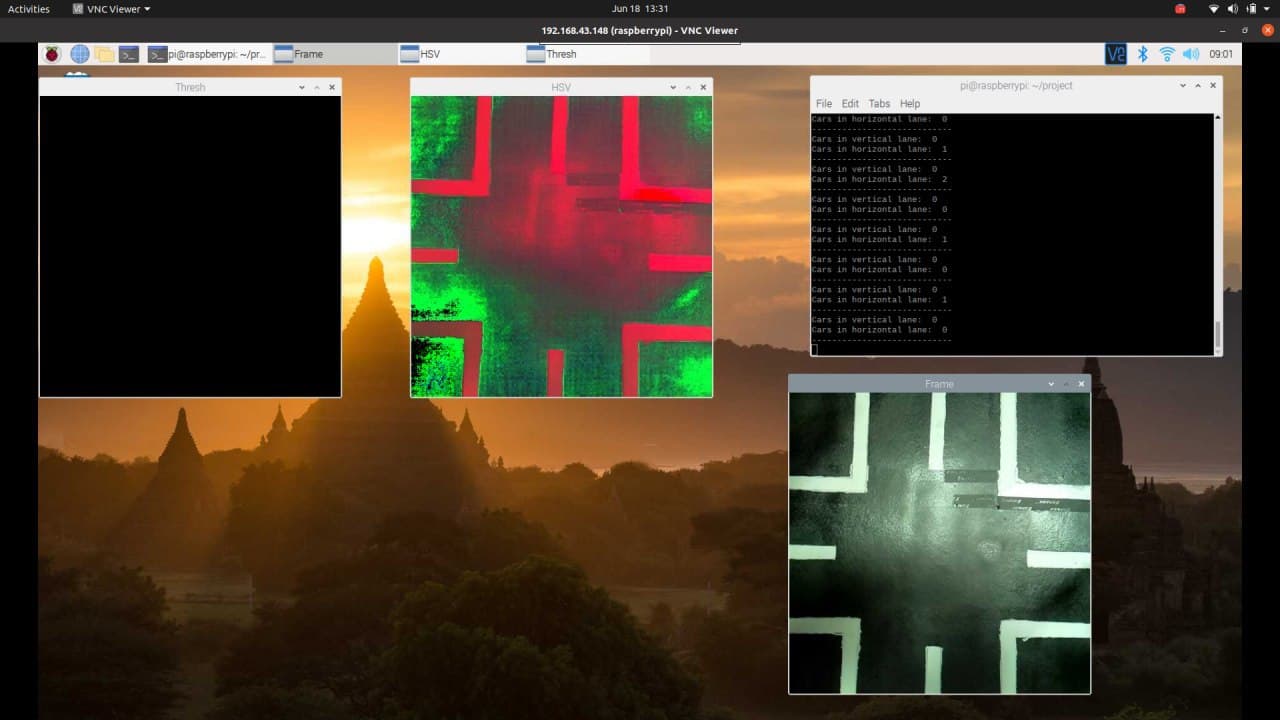 Activities VNC Viewer Jun 18 13:31
192.168.43.148 (raspberrypi) - VNC Viewer
pi@raspberrypi: ~/pr... Frame HSV Thresh 09:01
Thresh
HSV
pi@raspberrypi: ~/project
File Edit Tabs Help
Cars in horizontal lane: 0
----------------------------
Cars in vertical lane: 0
Cars in horizontal lane: 1
----------------------------
Cars in vertical lane: 0
Cars in horizontal lane: 2
----------------------------
Cars in vertical lane: 0
Cars in horizontal lane: 0
----------------------------
Cars in vertical lane: 0
Cars in horizontal lane: 1
----------------------------
Cars in vertical lane: 0
Cars in horizontal lane: 0
----------------------------
Cars in vertical lane: 0
Cars in horizontal lane: 1
----------------------------
Cars in vertical lane: 0
Cars in horizontal lane: 0
----------------------------
Frame